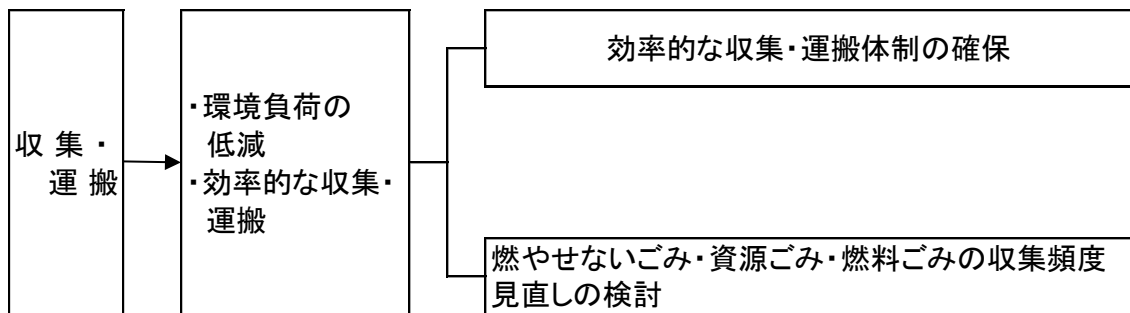 収集・
運搬
・環境負荷の
低減
・効率的な収集・
運搬
効率的な収集・運搬体制の確保
燃やせないごみ・資源ごみ・燃料ごみの収集頻度
見直しの検討